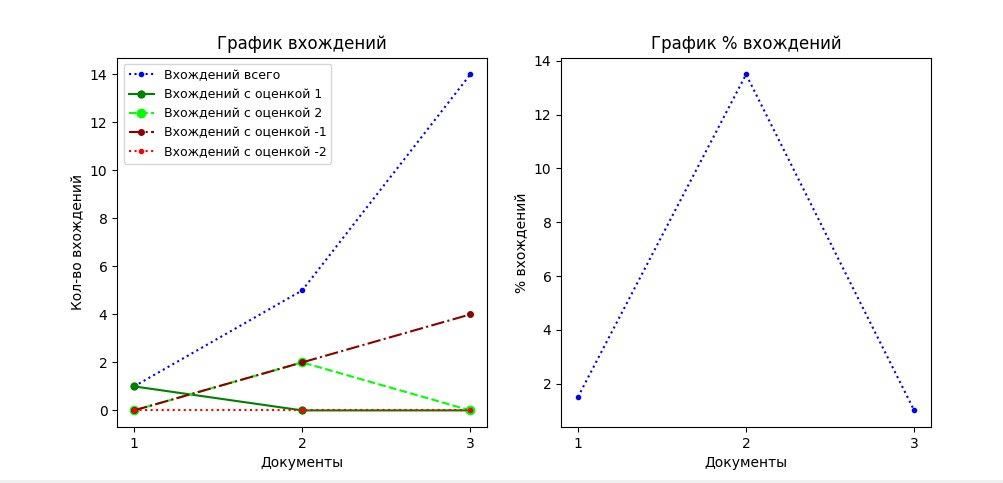 График вхождений
Вхождений всего
Вхождений с оценкой 1
Вхождений с оценкой 2
Вхождений с оценкой -1
Вхождений с оценкой -2
Кол-во вхождений
14
12
10
8
6
4
2
0
1 2 3
Документы
График % вхождений
% вхождений
14
12
10
8
6
4
2
1 2 3
Документы